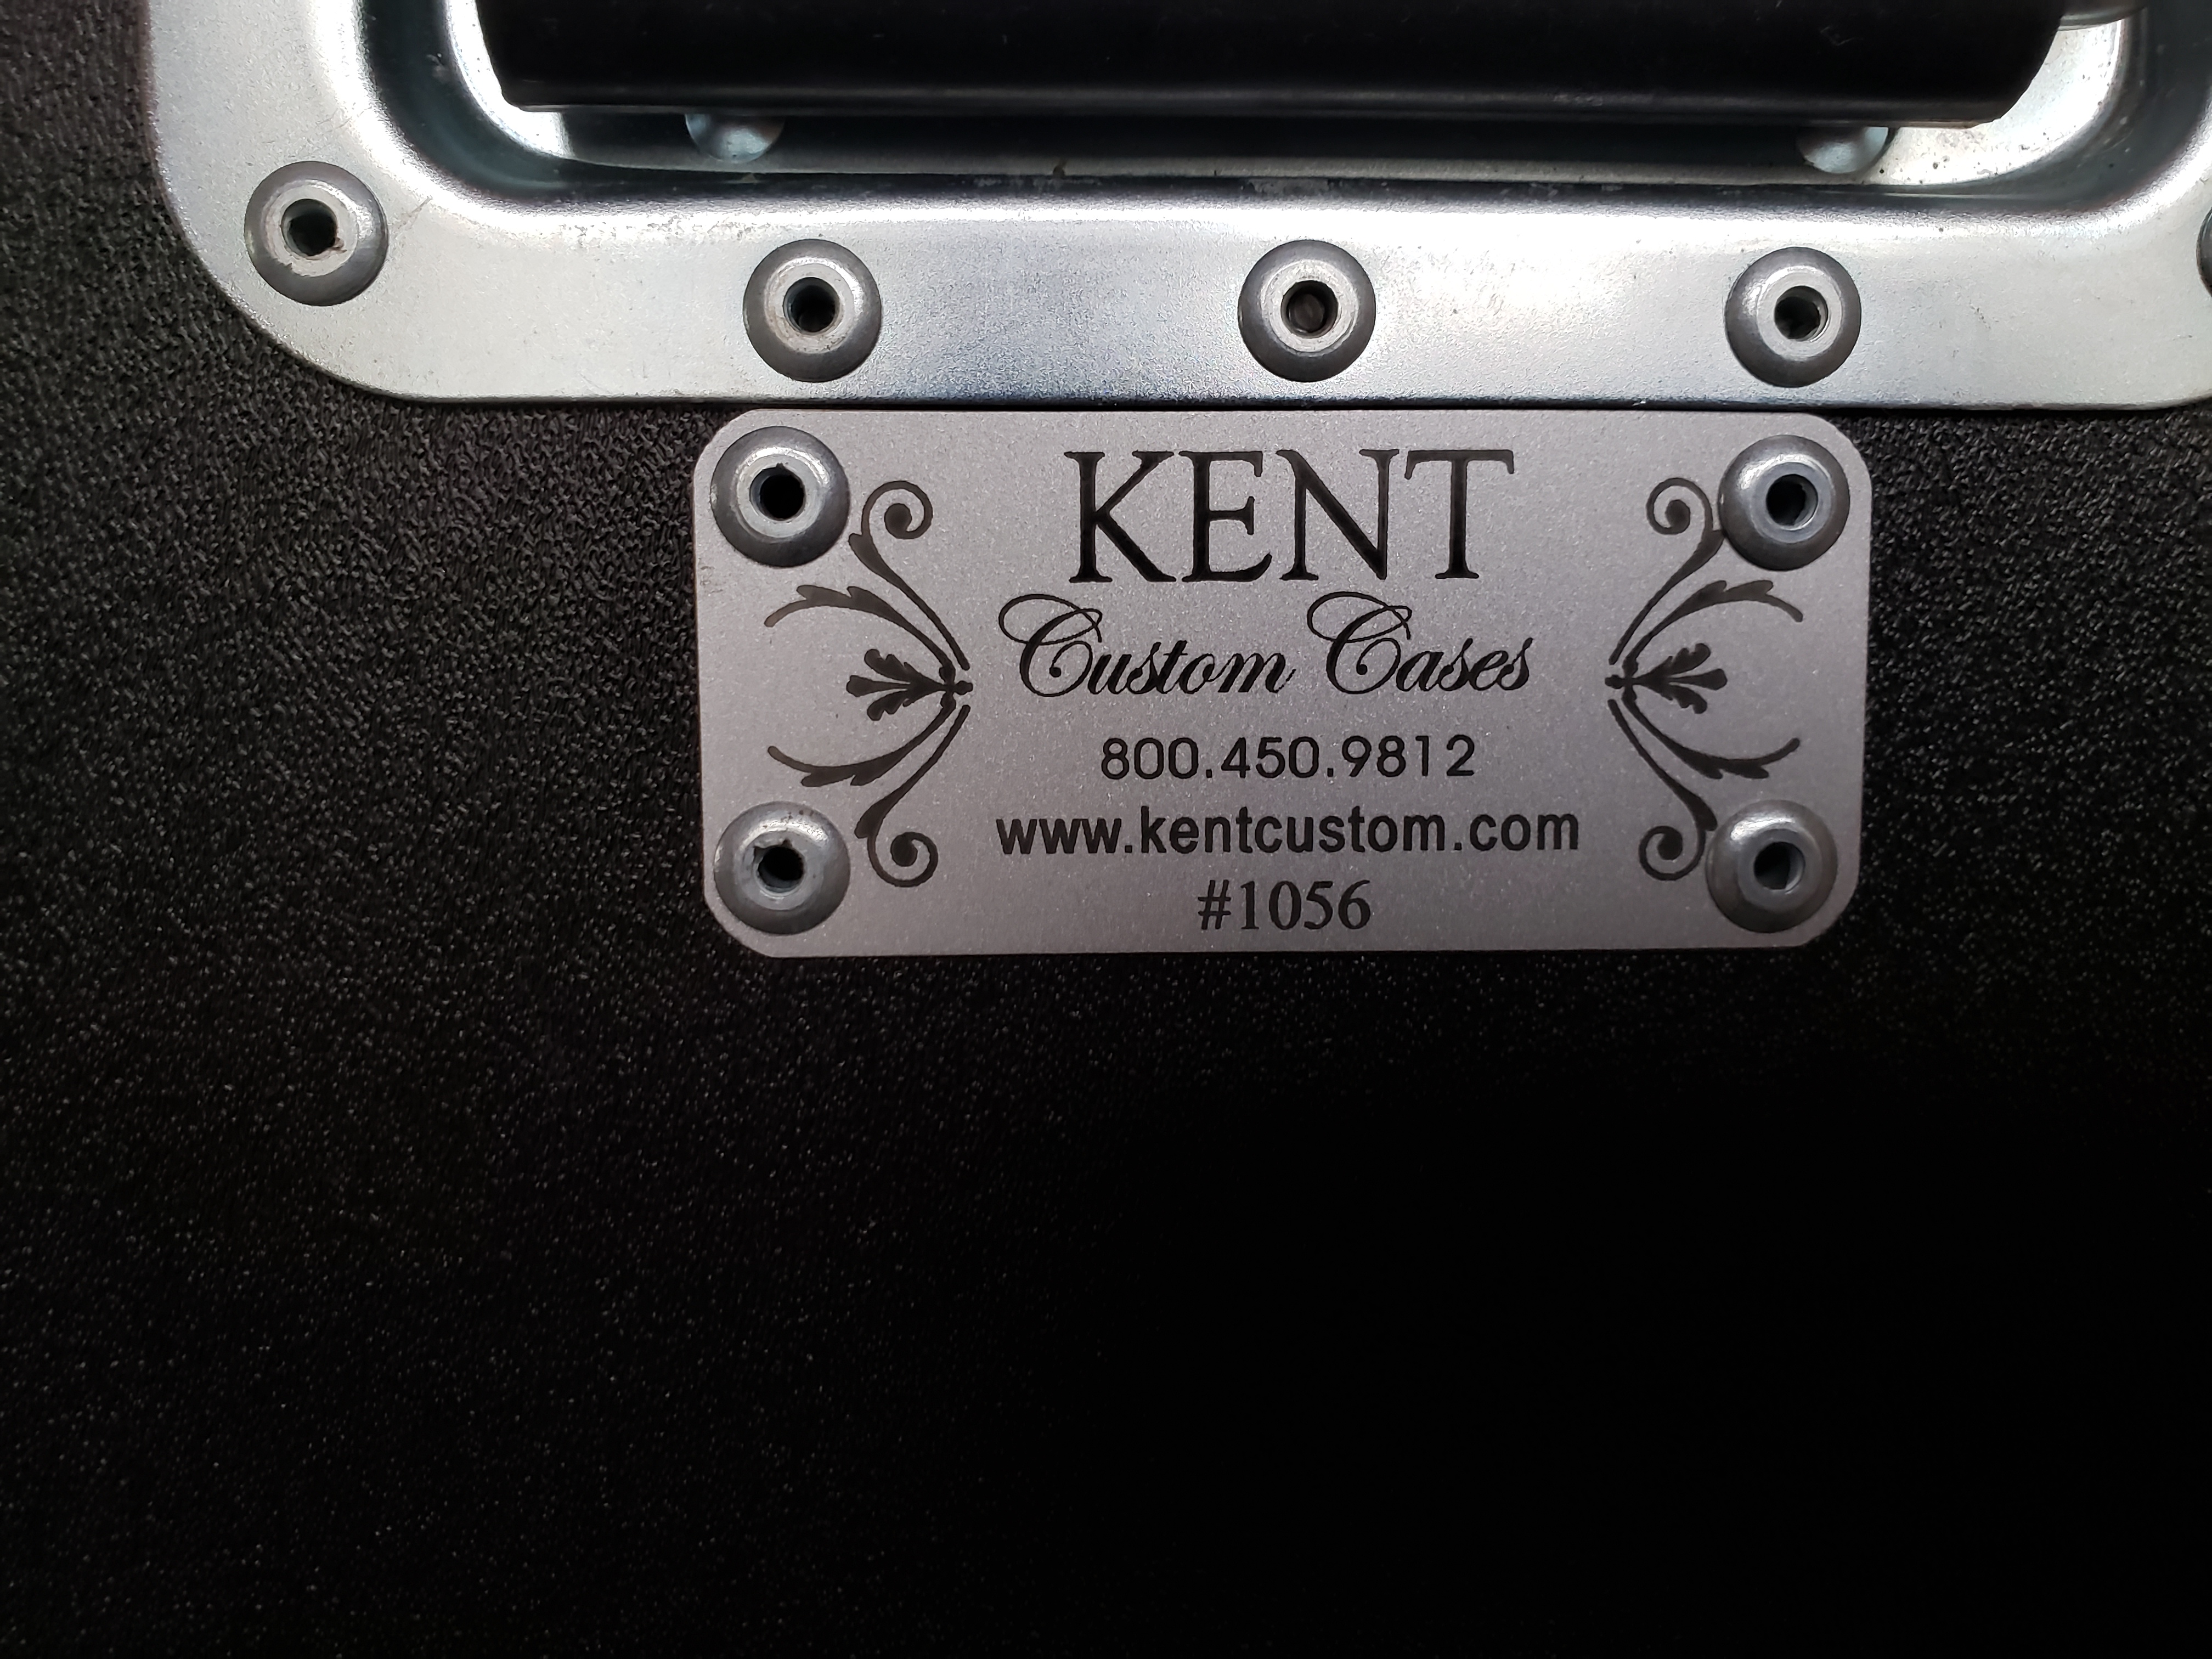 KENT
Custom Cases
800.450.9812
www.kentcustom.com
#1056